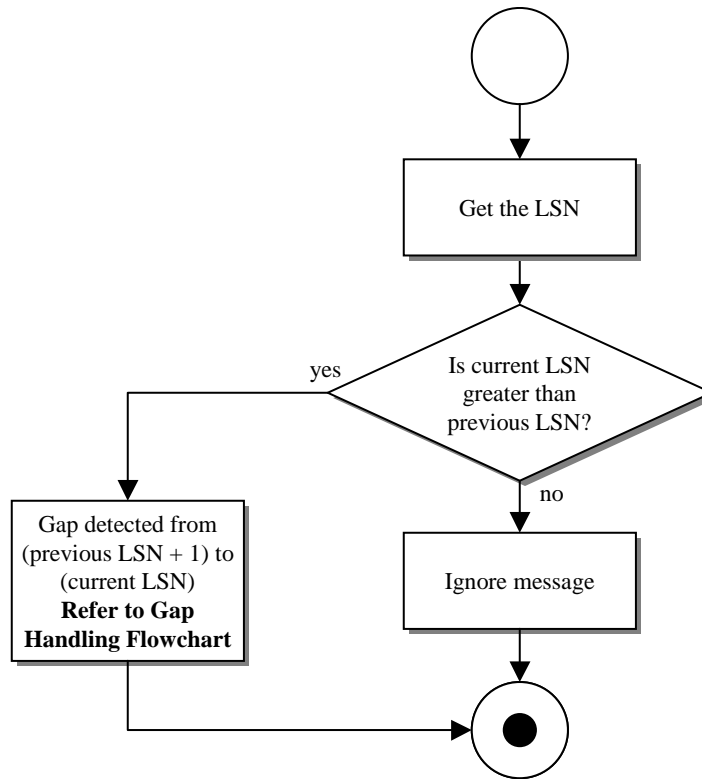 Get the LSN
Is current LSN
greater than
previous LSN?
yes
no
Gap detected from
(previous LSN + 1) to
(current LSN)
Refer to Gap
Handling Flowchart
Ignore message